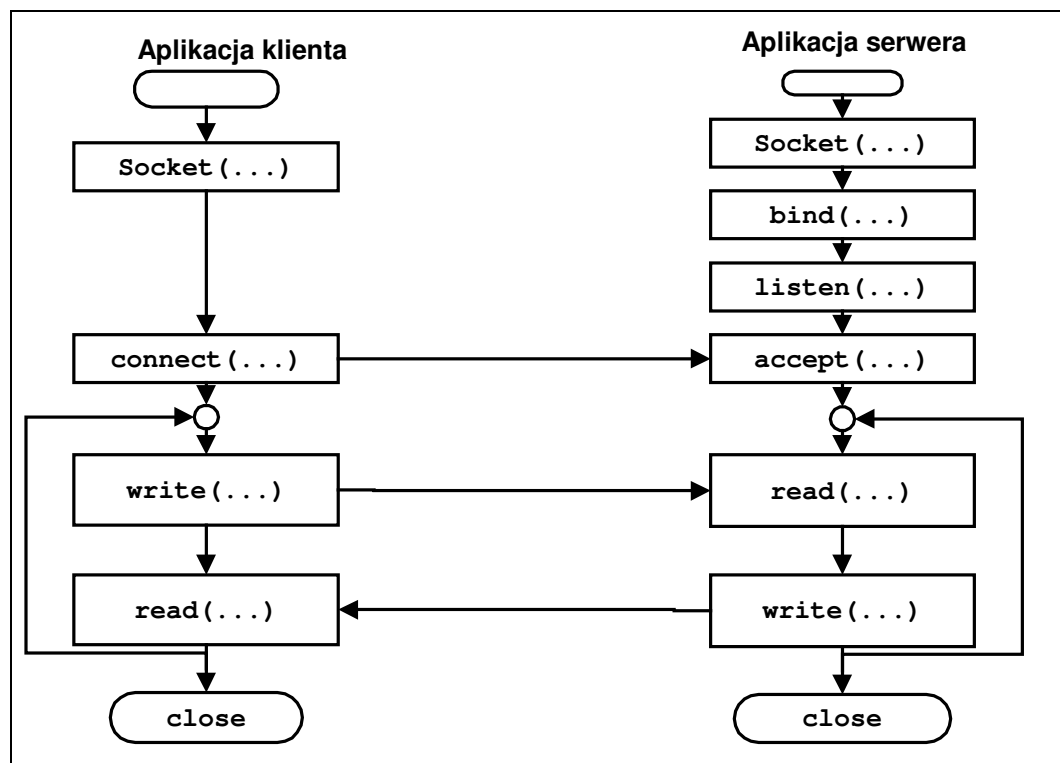 Aplikacja klienta
Socket(...)
connect(...)
write(...)
read(...)
close
Aplikacja serwera
Socket(...)
bind(...)
listen(...)
accept(...)
read(...)
write(...)
close